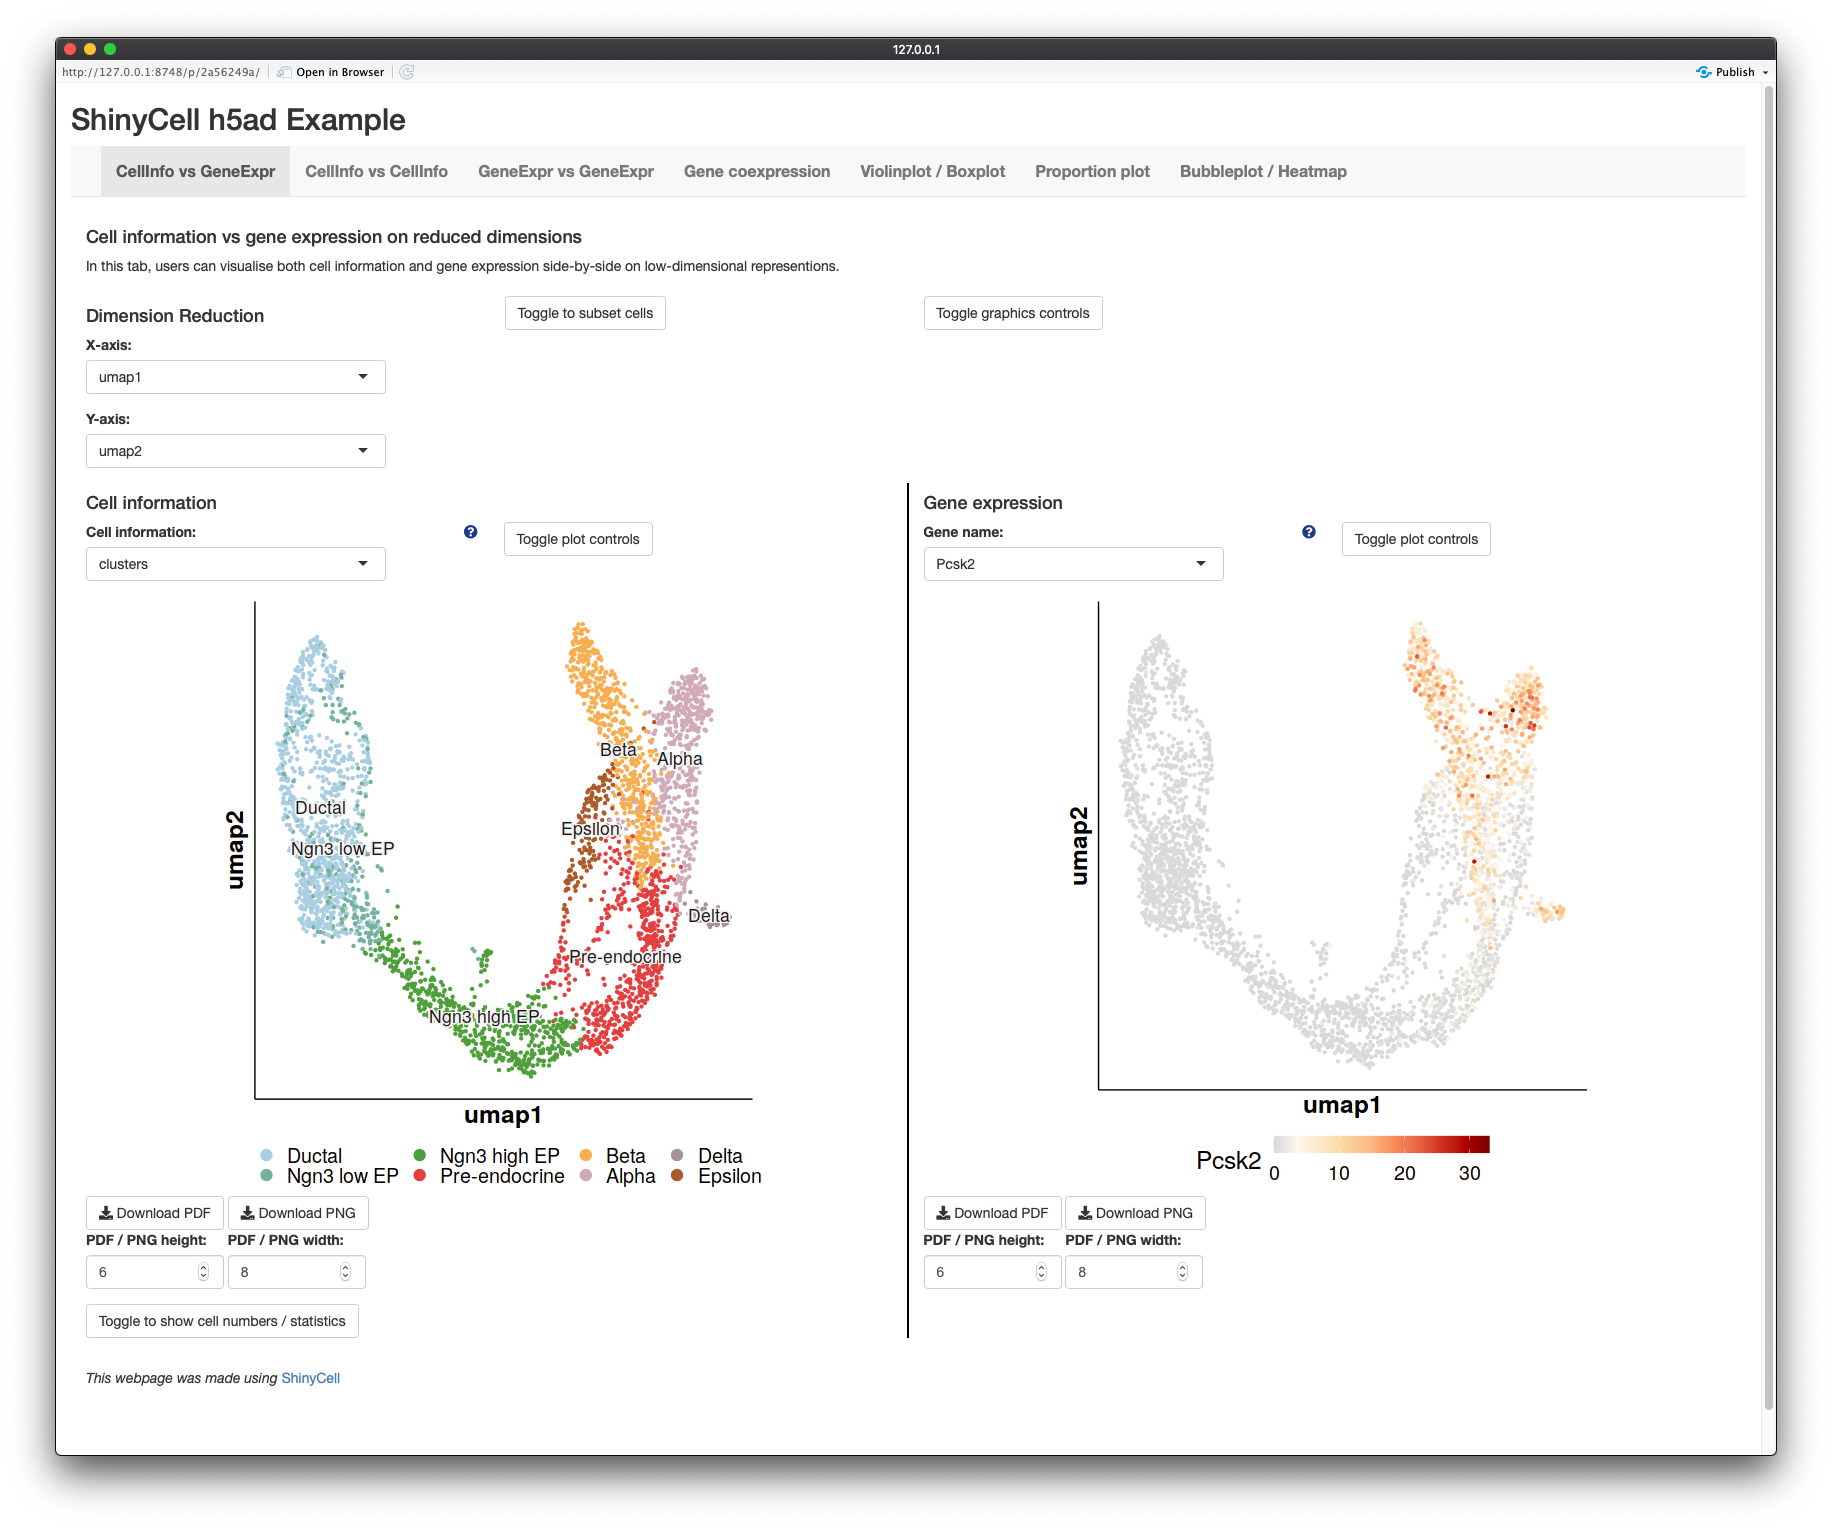 127.0.0.1
http://127.0.0.1:8748/p/2a56249a/ Open in Browser Publish
ShinyCell h5ad Example
CellInfo vs GeneExpr CellInfo vs CellInfo GeneExpr vs GeneExpr Gene coexpression Violinplot / Boxplot Proportion plot Bubbleplot / Heatmap
Cell information vs gene expression on reduced dimensions
In this tab, users can visualise both cell information and gene expression side-by-side on low-dimensional representions.
Dimension Reduction
Toggle to subset cells
Toggle graphics controls
X-axis:
umap1
Y-axis:
umap2
Cell information
Cell information:
Toggle plot controls
clusters
Beta
Alpha
Ductal
Epsilon
Ngn3 low EP
Delta
Pre-endocrine
Ngn3 high EP
umap2
umap1
Ductal Ngn3 high EP Beta Delta
Ngn3 low EP Pre-endocrine Alpha Epsilon
Download PDF Download PNG
PDF / PNG height: PDF / PNG width:
6 8
Toggle to show cell numbers / statistics
Gene expression
Gene name:
Toggle plot controls
Pcsk2
umap2
umap1
Pcsk2
0 10 20 30
Download PDF Download PNG
PDF / PNG height: PDF / PNG width:
6 8
This webpage was made using ShinyCell